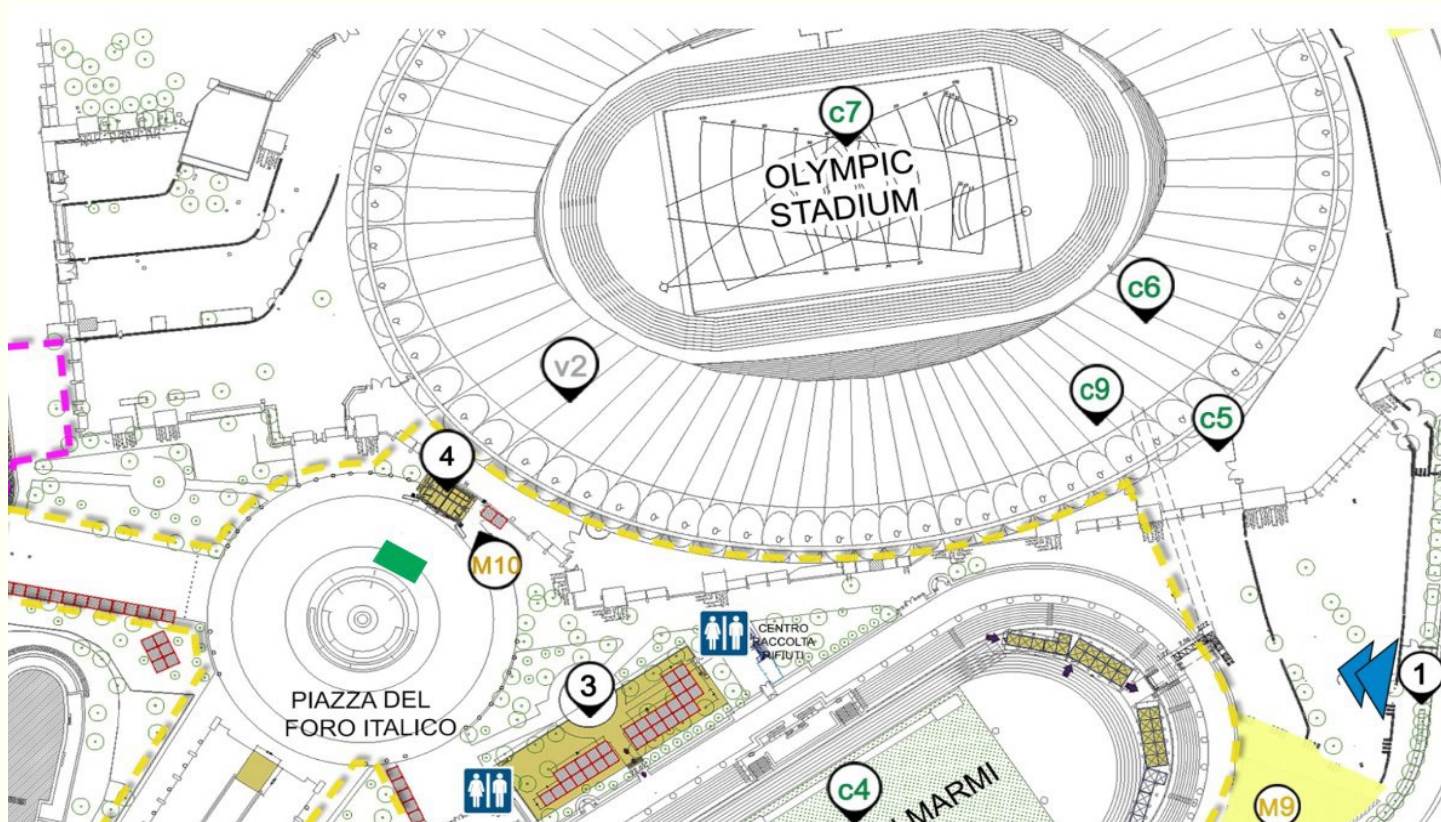 c7
OLYMPIC
STADIUM
c6
v2
c9
c5
4
M10
CENTRO
RACCOLTA
RIFIUTI
3
1
PIAZZA DEL
FORO ITALICO
c4
MARMI
M9